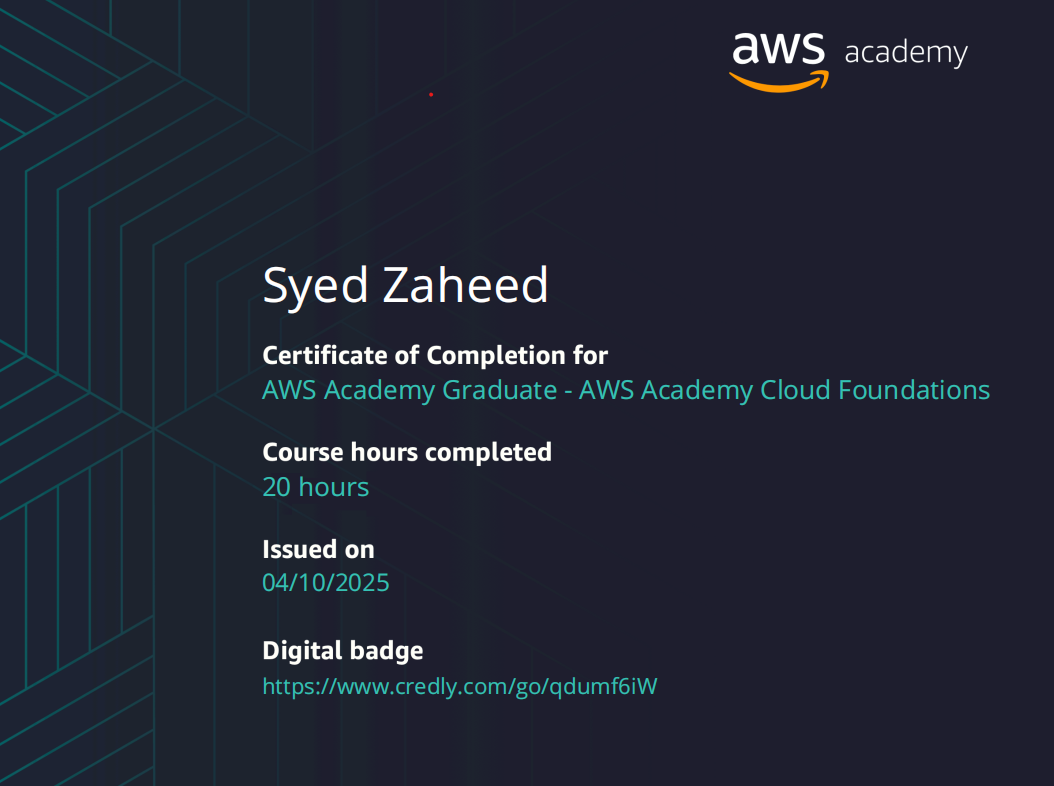 aws academy
Syed Zaheed
Certificate of Completion for
AWS Academy Graduate - AWS Academy Cloud Foundations
Course hours completed
20 hours
Issued on
04/10/2025
Digital badge
https://www.credly.com/go/qdumf6iW